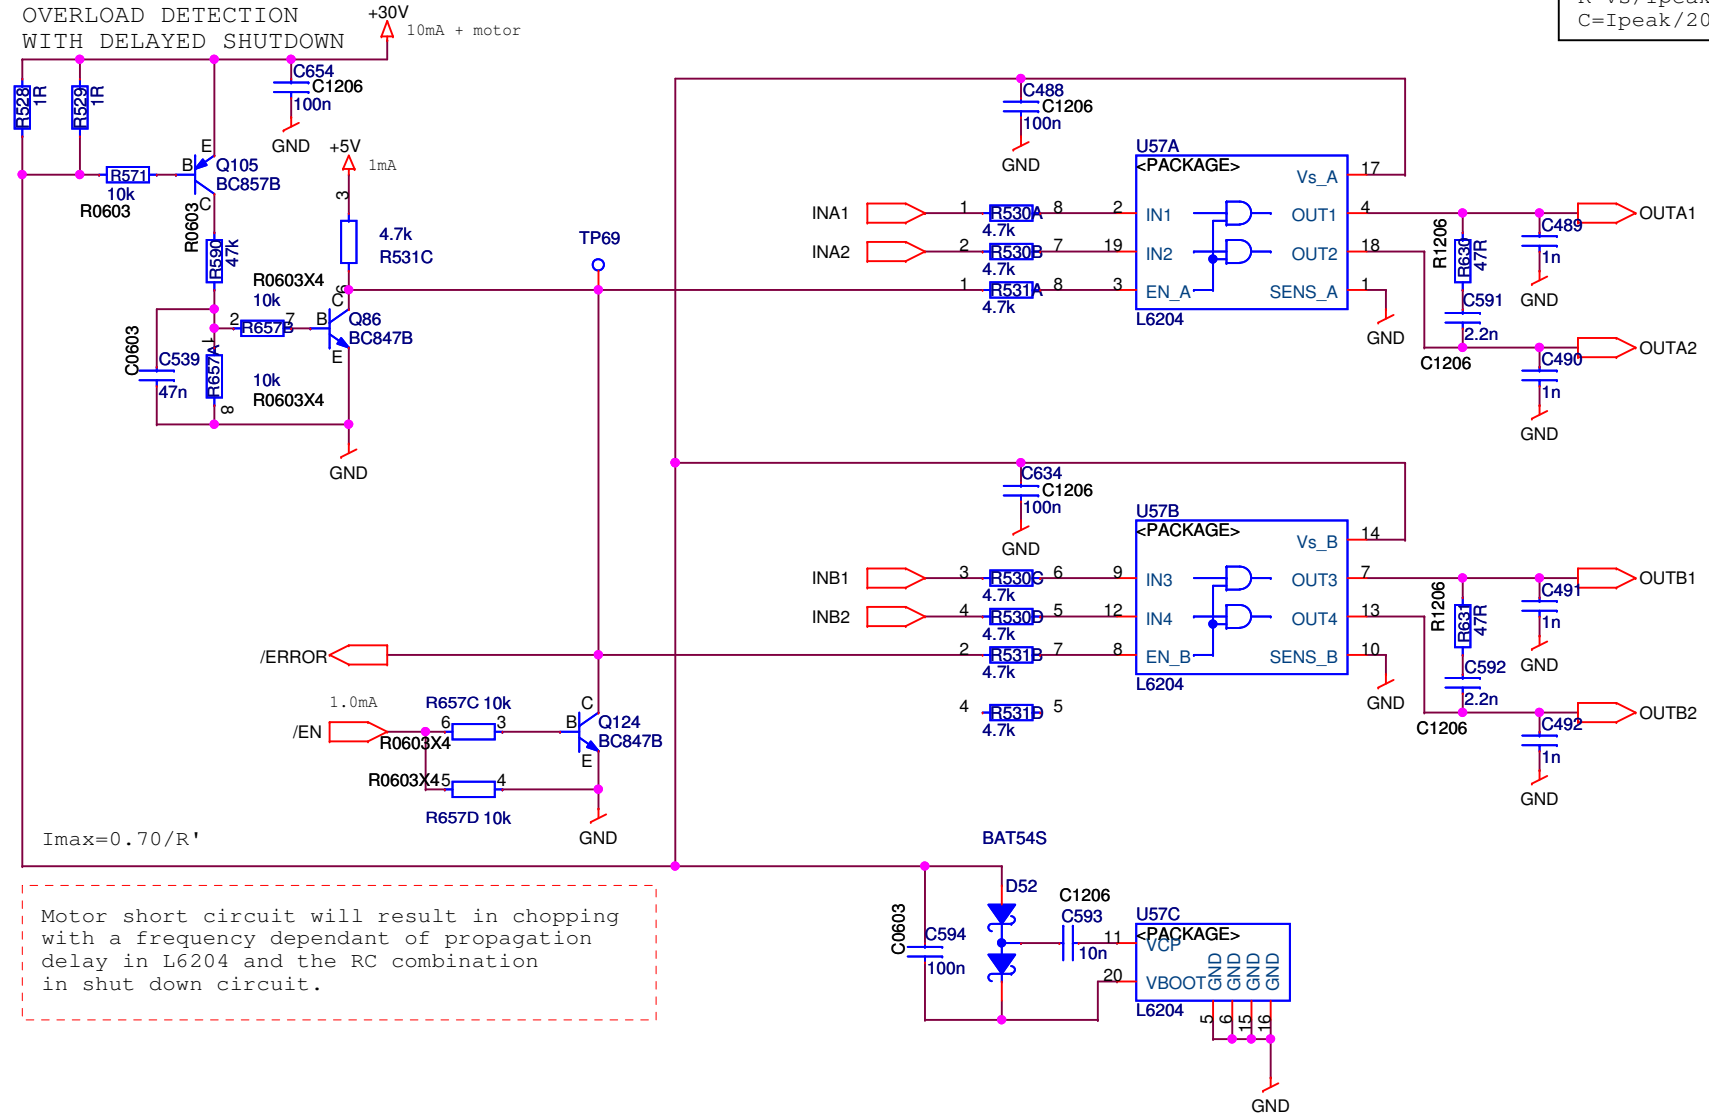 OVERLOAD DETECTION
WITH DELAYED SHUTDOWN
+30V
10mA + motor
C=Ipeak/20
R528
1R
R529
1R
C654
C1206
100n
GND
+5V
1mA
R571
10k
R0603
E
B
C
Q105
BC857B
R0603
R590
47k
3
4.7k
R531C
6
R0603X4
10k
2
R657B
7
C
B
E
Q86
BC847B
C0603
C539
47n
1
R657A
8
10k
R0603X4
GND
TP69
C488
C1206
100n
GND
U57A
<PACKAGE>
Vs_A
17
INA1
1
R530A
8
4.7k
2
IN1
OUT1
4
OUTA1
INA2
2
R530B
7
4.7k
19
IN2
OUT2
18
1
R531A
8
4.7k
3
EN_A
SENS_A
1
L6204
GND
R1206
R630
47R
C489
1n
GND
C591
2.2n
C1206
OUTA2
C490
1n
GND
C634
C1206
100n
GND
U57B
<PACKAGE>
Vs_B
14
INB1
3
R530C
6
4.7k
9
IN3
OUT3
7
OUTB1
INB2
4
R530D
5
4.7k
12
IN4
OUT4
13
/ERROR
2
R531B
7
4.7k
8
EN_B
SENS_B
10
L6204
GND
4
R531D
5
4.7k
R1206
R631
47R
C491
1n
GND
C592
2.2n
C1206
OUTB2
C492
1n
GND
1.0mA
/EN
R657C 10k
6
3
R0603X4
C
B
E
Q124
BC847B
R0603X4
5
4
R657D 10k
GND
Imax=0.70/R'
Motor short circuit will result in chopping
with a frequency dependant of propagation
delay in L6204 and the RC combination
in shut down circuit.
BAT54S
D52
C0603
C594
100n
C1206
C593
10n
U57C
<PACKAGE>
11
VCP
20
VBOOT
GND
GND
GND
GND
L6204
5
6
15
16
GND